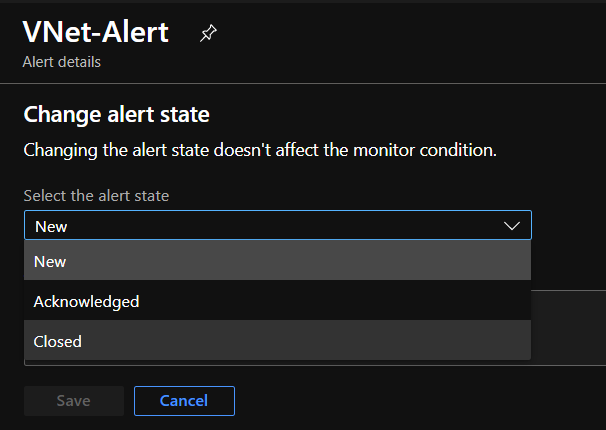 VNet-Alert
Alert details
Change alert state
Changing the alert state doesn't affect the monitor condition.
Select the alert state
New
New
Acknowledged
Closed
Save Cancel